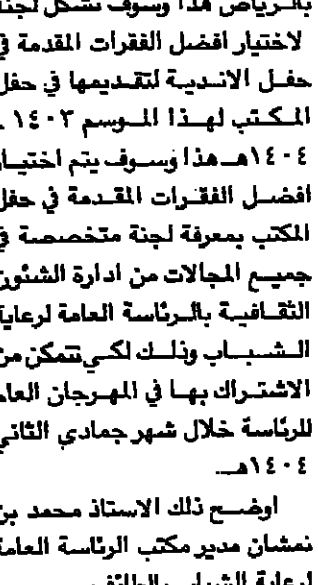 بالرياض هذا وسوف تشكل لجنة
لاختيار افضل الفقرات المقدمة في
حفل الاندية لتقديمها في حفل
المكتب لهذا الموسم ١٤٠٣ ـ
١٤٠٤هـ هذا وسوف يتم اختيار
افضل الفقرات المقدمة في حفل
المكتب بمعرفة لجنة متخصصة في
جميع المجالات من ادارة الشئون
الثقافية بالرئاسة العامة لرعاية
الشباب وذلك لكي نتمكن من
الاشتراك بها في المهرجان العام
للرئاسة خلال شهر جمادي الثاني
١٤٠٤هـ.
اوضح ذلك الاستاذ محمد بن
نمشان مدير مكتب الرئاسة العامة
لرعاية الشباب بالطائف